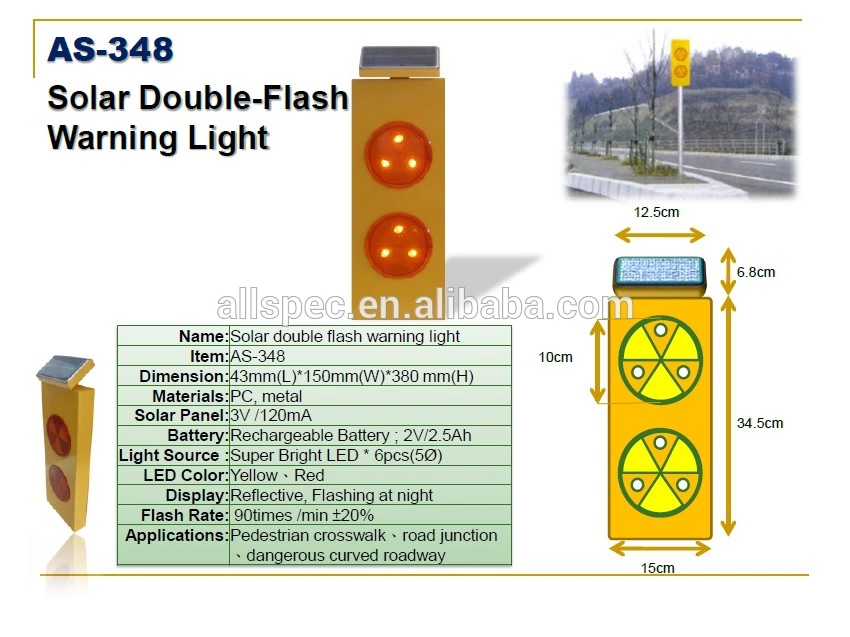 AS-348
Solar Double-Flash
Warning Light
12.5cm
6.8cm
10cm
34.5cm
15cm
allspec.en.alibaba.com
Name: Solar double flash warning light
Item: AS-348
Dimension: 43mm(L)*150mm(W)*380 mm(H)
Materials: PC, metal
Solar Panel: 3V /120mA
Battery: Rechargeable Battery ; 2V/2.5Ah
Light Source : Super Bright LED * 6pcs(5Ø)
LED Color: Yellow、Red
Display: Reflective, Flashing at night
Flash Rate: 90times /min ±20%
Applications: Pedestrian crosswalk、road junction
、dangerous curved roadway